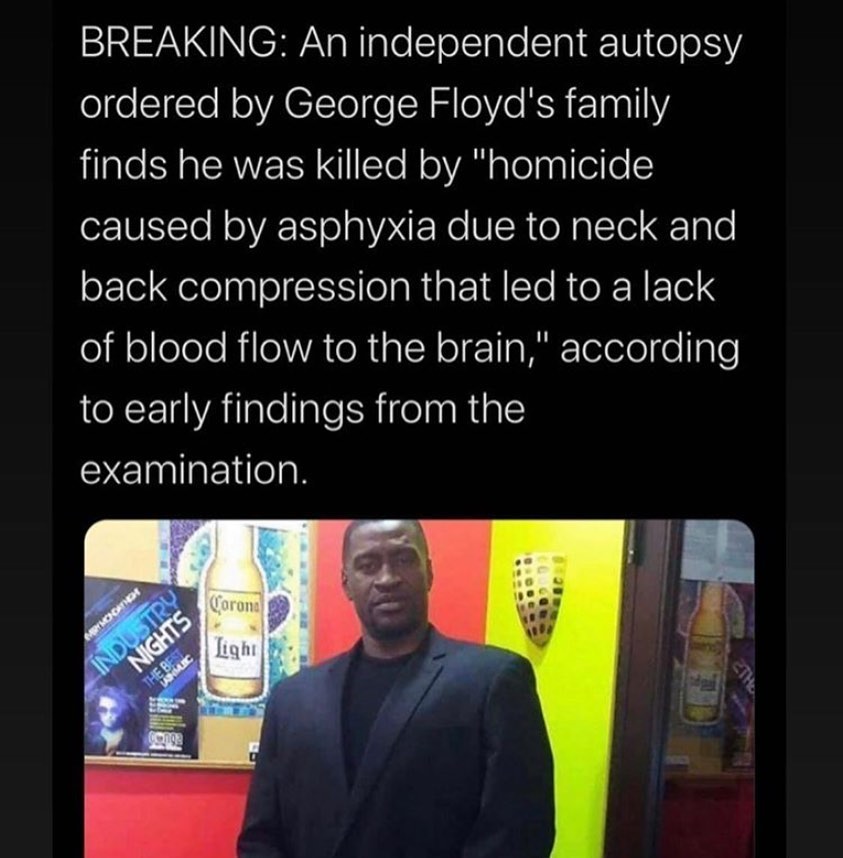 BREAKING: An independent autopsy
ordered by George Floyd's family
finds he was killed by "homicide
caused by asphyxia due to neck and
back compression that led to a lack
of blood flow to the brain," according
to early findings from the
examination.
INDUSTRY
NIGHTS
THE BEST
Corona
Light